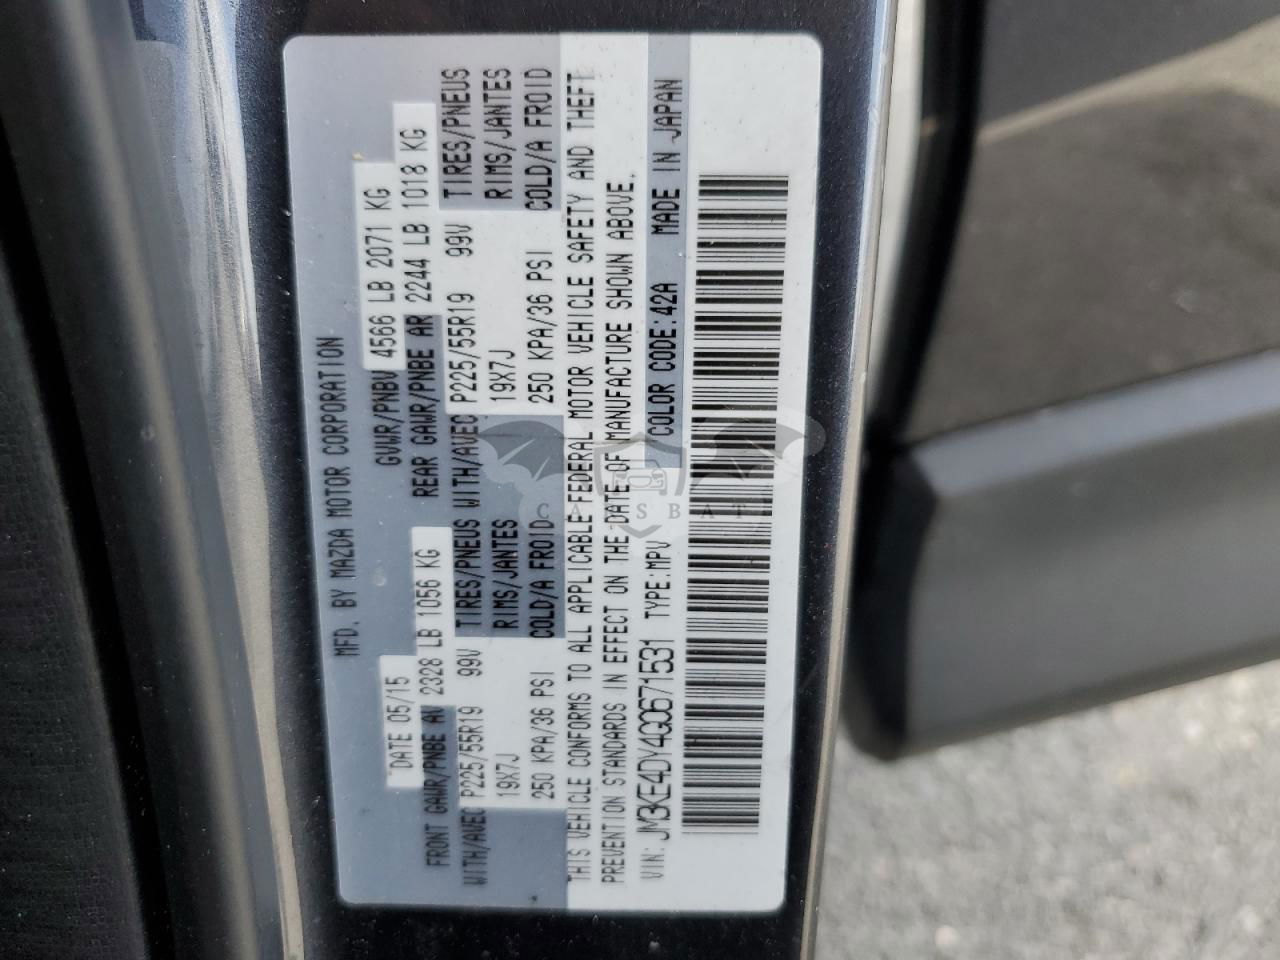 MFD. BY MAZDA MOTOR CORPORATION
DATE 05/15 GVWR/PNBV 4566 LB 2071 KG
FRONT GAWR/PNBE AV 2328 LB 1056 KG REAR GAWR/PNBE AR 2244 LB 1018 KG
WITH/AVEC P225/55R19 99V TIRES/PNEUS WITH/AVEC P225/55R19 99V TIRES/PNEUS
19X7J RIMS/JANTES 19X7J RIMS/JANTES
250 KPA/36 PSI COLD/A FROID 250 KPA/36 PSI COLD/A FROID
THIS VEHICLE CONFORMS TO ALL APPLICABLE FEDERAL MOTOR VEHICLE SAFETY AND THEFT
PREVENTION STANDARDS IN EFFECT ON THE DATE OF MANUFACTURE SHOWN ABOVE.
VIN: JM3KE4DY4G0671531 TYPE:MPV COLOR CODE:42A MADE IN JAPAN
CARSBAT